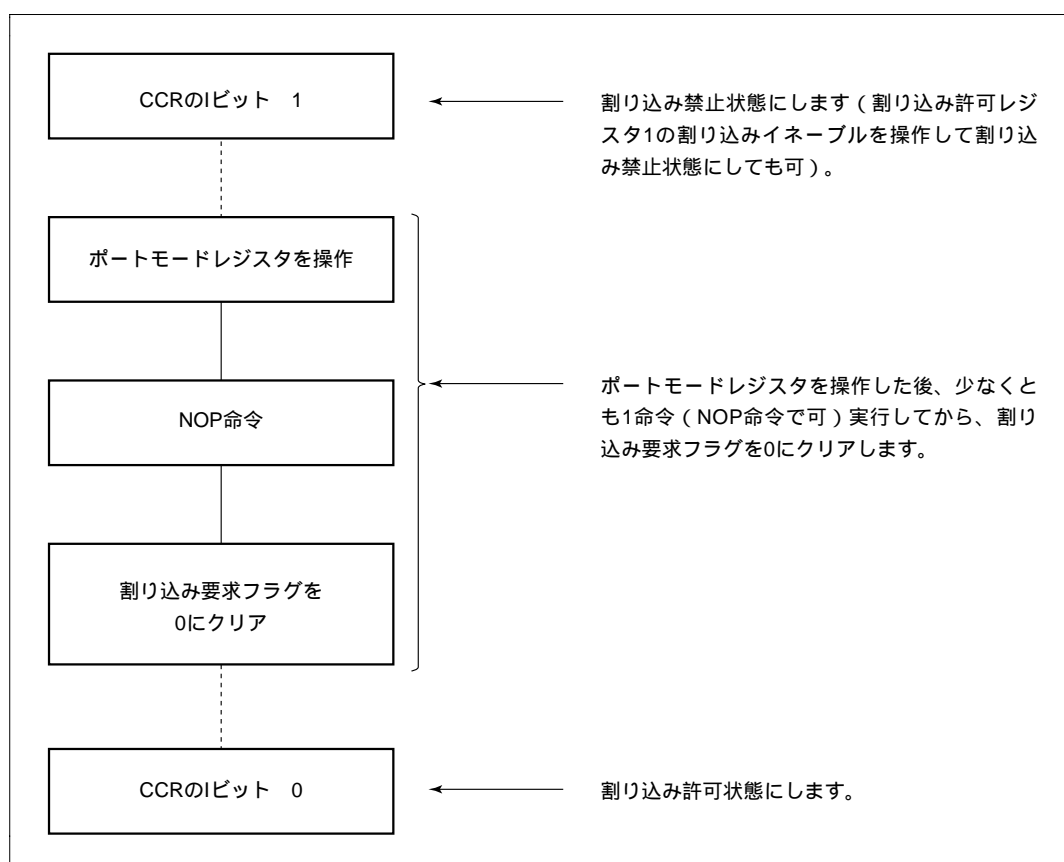 CCRのIビット 1
割り込み禁止状態にします（割り込み許可レジ
スタ1の割り込みイネーブルを操作して割り込
み禁止状態にしても可）。
ポートモードレジスタを操作
NOP命令
ポートモードレジスタを操作した後、少なくと
も1命令（NOP命令で可）実行してから、割り
込み要求フラグを0にクリアします。
割り込み要求フラグを
0にクリア
CCRのIビット 0
割り込み許可状態にします。